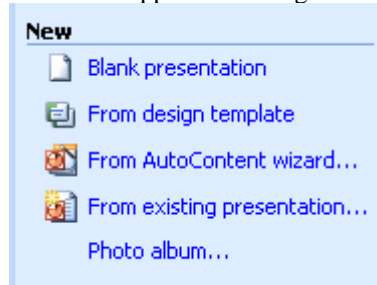 New
Blank presentation
From design template
From AutoContent wizard...
From existing presentation...
Photo album...